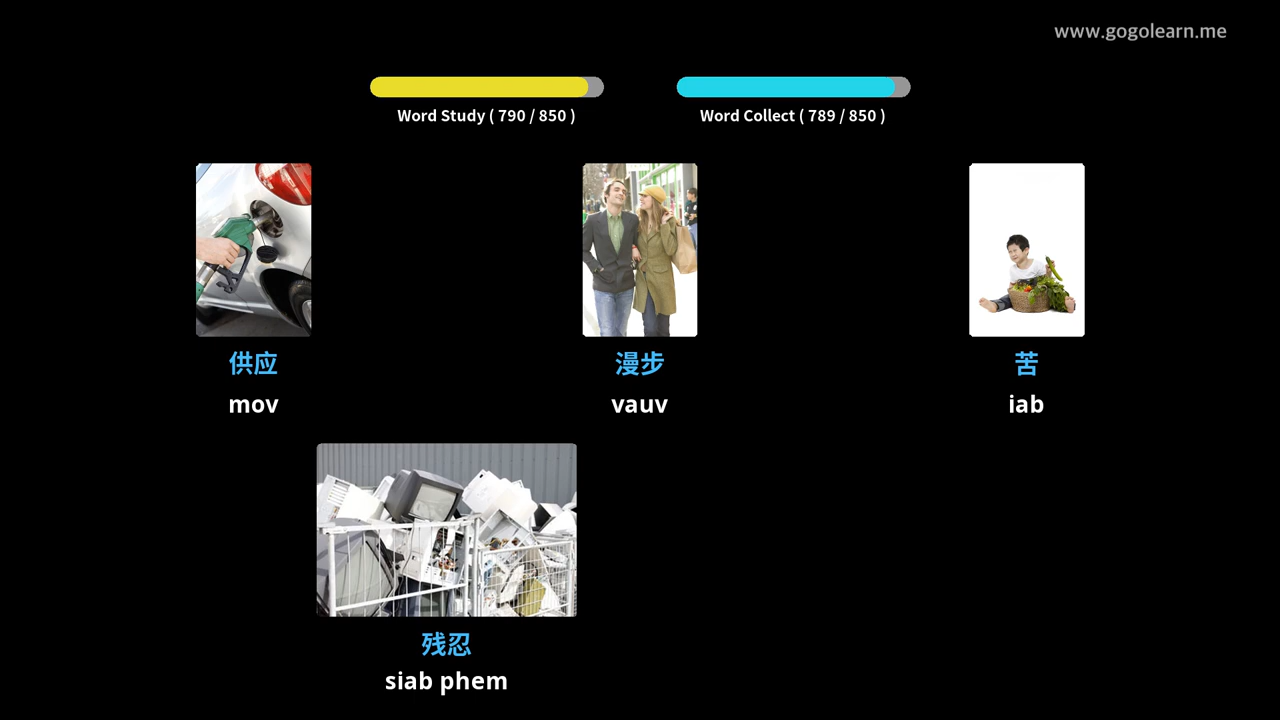 www.gogolearn.me
Word Study ( 790 / 850 )
Word Collect ( 789 / 850 )
供应
mov
漫步
vauv
苦
iab
残忍
siab phem